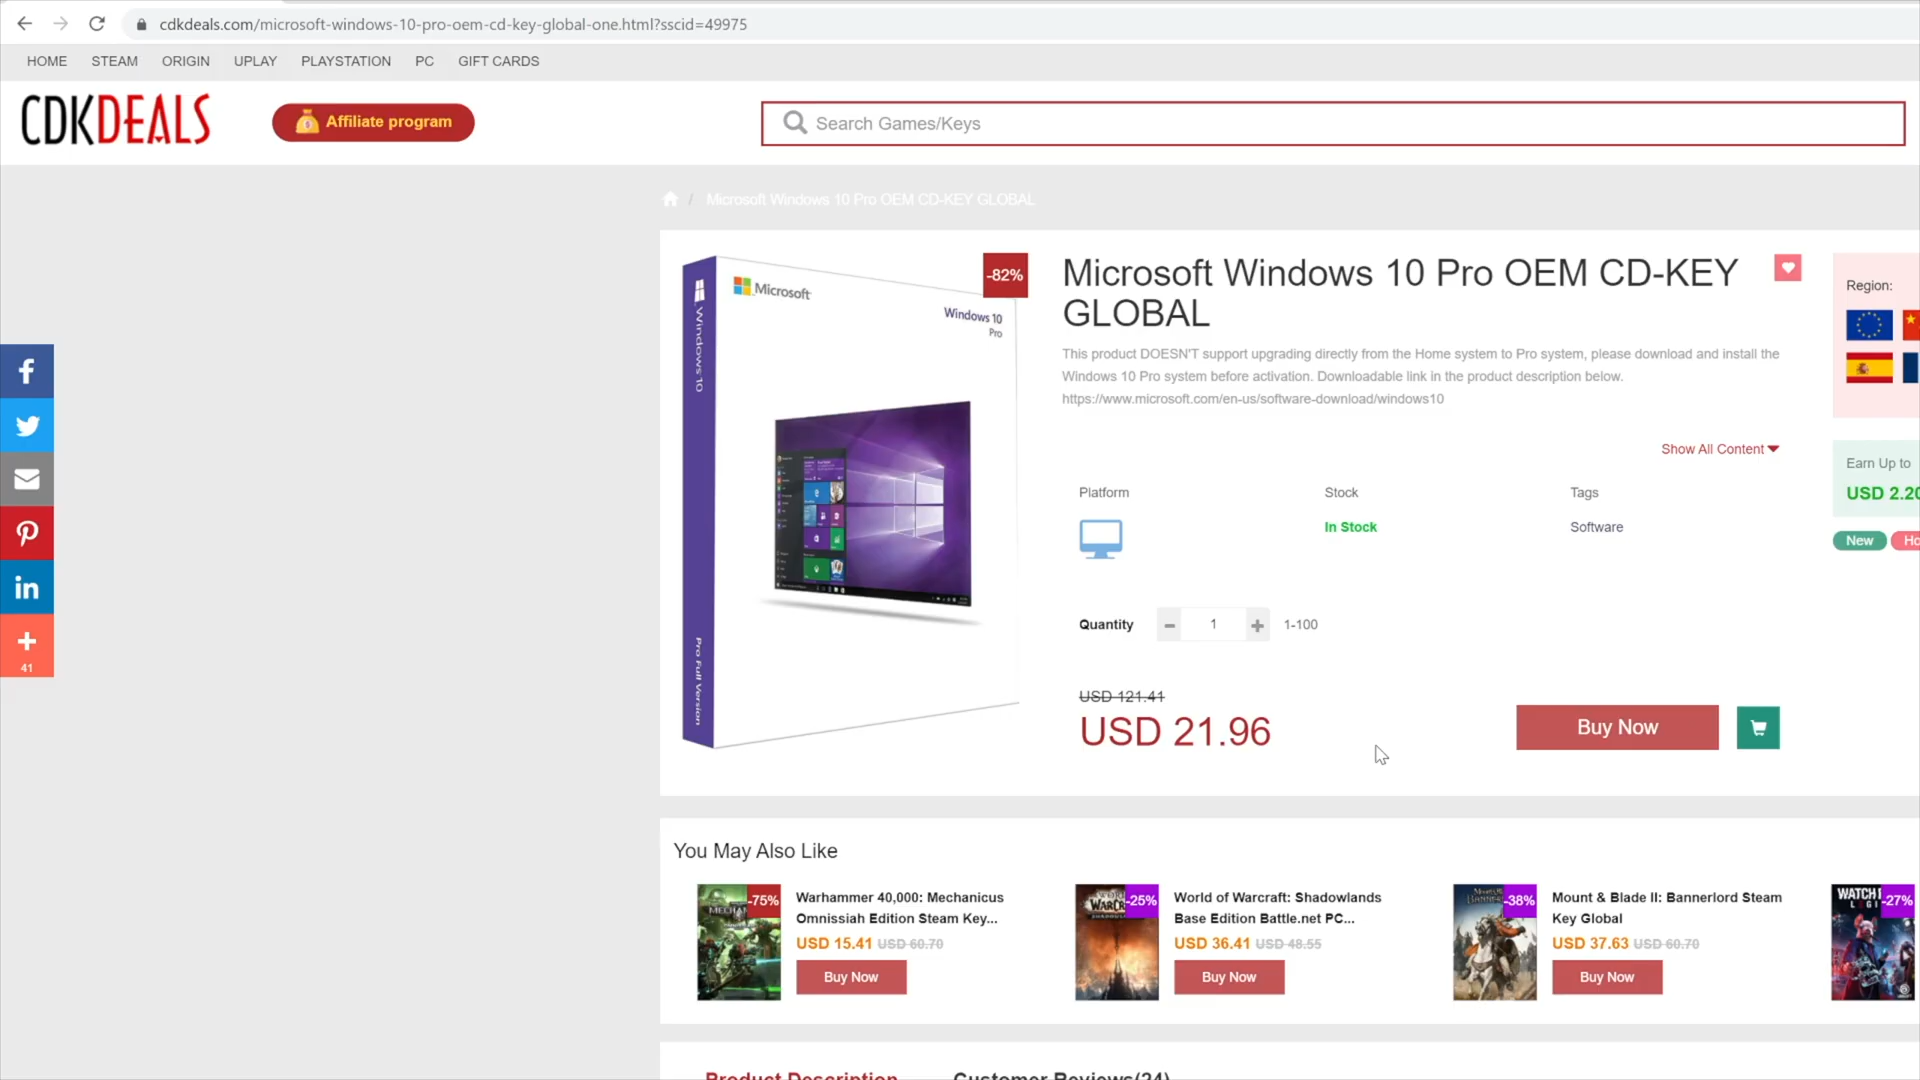 cdkdeals.com/microsoft-windows-10-pro-oem-cd-key-global-one.html?sscid=49975
HOME STEAM ORIGIN UPLAY PLAYSTATION PC GIFT CARDS
CDKDEALS
Affiliate program
Search Games/Keys
/ Microsoft Windows 10 Pro OEM CD-KEY GLOBAL
-82%
Microsoft
Windows 10
Pro
Windows 10
Pro Full Version
Microsoft Windows 10 Pro OEM CD-KEY
GLOBAL
This product DOESN'T support upgrading directly from the Home system to Pro system, please download and install the
Windows 10 Pro system before activation. Downloadable link in the product description below.
https://www.microsoft.com/en-us/software-download/windows10
Show All Content
Platform
Stock
In Stock
Tags
Software
Quantity - 1 + 1-100
USD 121.41
USD 21.96
Buy Now
Region:
Earn Up to
USD 2.20
New
41
You May Also Like
-75%
Warhammer 40,000: Mechanicus
Omnissiah Edition Steam Key...
USD 15.41 USD 60.70
Buy Now
-25%
World of Warcraft: Shadowlands
Base Edition Battle.net PC...
USD 36.41 USD 48.55
Buy Now
-38%
Mount & Blade II: Bannerlord Steam
Key Global
USD 37.63 USD 60.70
Buy Now
-27%
Product Description
Customer Reviews(24)